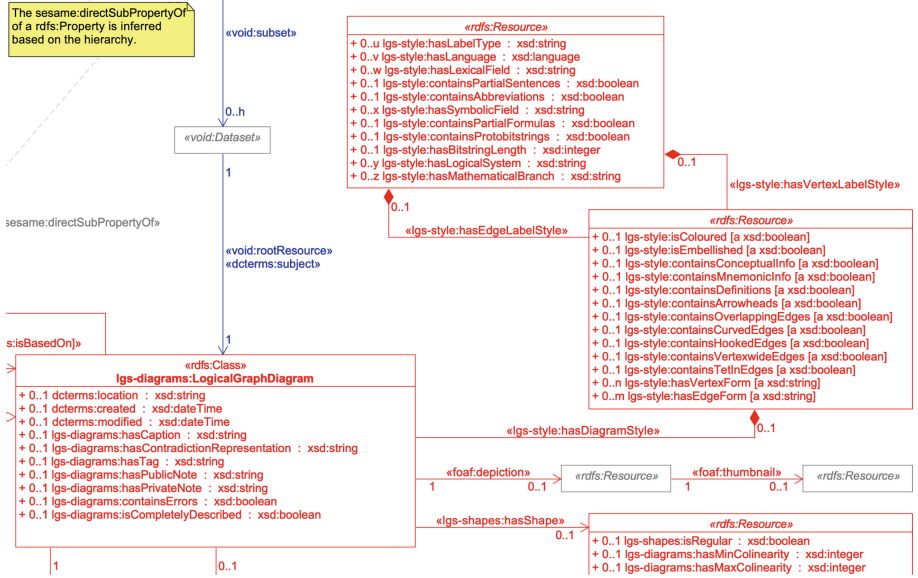 The sesame:directSubPropertyOf
of a rdfs:Property is inferred
based on the hierarchy.
«void:subset»
0..h
«void:Dataset»
1
sesame:directSubPropertyOf»
«void:rootResource»
«dcterms:subject»
1
«rdfs:Resource»
+ 0..u lgs-style:hasLabelType : xsd:string
+ 0..v lgs-style:hasLanguage : xsd:language
+ 0..w lgs-style:hasLexicalField : xsd:string
+ 0..1 lgs-style:containsPartialSentences : xsd:boolean
+ 0..1 lgs-style:containsAbbreviations : xsd:boolean
+ 0..x lgs-style:hasSymbolicField : xsd:string
+ 0..1 lgs-style:containsPartialFormulas : xsd:boolean
+ 0..1 lgs-style:containsProtobitstrings : xsd:boolean
+ 0..1 lgs-style:hasBitstringLength : xsd:integer
+ 0..y lgs-style:hasLogicalSystem : xsd:string
+ 0..z lgs-style:hasMathematicalBranch : xsd:string
0..1
«lgs-style:hasVertexLabelStyle»
0..1
«lgs-style:hasEdgeLabelStyle»
«rdfs:Resource»
+ 0..1 lgs-style:isColoured [a xsd:boolean]
+ 0..1 lgs-style:isEmbellished [a xsd:boolean]
+ 0..1 lgs-style:containsConceptualInfo [a xsd:boolean]
+ 0..1 lgs-style:containsMnemonicInfo [a xsd:boolean]
+ 0..1 lgs-style:containsDefinitions [a xsd:boolean]
+ 0..1 lgs-style:containsArrowheads [a xsd:boolean]
+ 0..1 lgs-style:containsOverlappingEdges [a xsd:boolean]
+ 0..1 lgs-style:containsCurvedEdges [a xsd:boolean]
+ 0..1 lgs-style:containsHookedEdges [a xsd:boolean]
+ 0..1 lgs-style:containsVertexwideEdges [a xsd:boolean]
+ 0..1 lgs-style:containsTetInEdges [a xsd:boolean]
+ 0..n lgs-style:hasVertexForm [a xsd:string]
+ 0..m lgs-style:hasEdgeForm [a xsd:string]
0..1
s:isBasedOn]»
«rdfs:Class»
lgs-diagrams:LogicalGraphDiagram
+ 0..1 dcterms:location : xsd:string
+ 0..1 dcterms:created : xsd:dateTime
+ 0..1 dcterms:modified : xsd:dateTime
+ 0..1 lgs-diagrams:hasCaption : xsd:string
+ 0..1 lgs-diagrams:hasContradictionRepresentation : xsd:string
+ 0..1 lgs-diagrams:hasTag : xsd:string
+ 0..1 lgs-diagrams:hasPublicNote : xsd:string
+ 0..1 lgs-diagrams:hasPrivateNote : xsd:string
+ 0..1 lgs-diagrams:containsErrors : xsd:boolean
+ 0..1 lgs-diagrams:isCompletelyDescribed : xsd:boolean
1
0..1
«lgs-style:hasDiagramStyle»
«foaf:depiction»
1
0..1
«rdfs:Resource»
«foaf:thumbnail»
1
0..1
«rdfs:Resource»
«lgs-shapes:hasShape»
0..1
«rdfs:Resource»
+ 0..1 lgs-shapes:isRegular : xsd:boolean
+ 0..1 lgs-diagrams:hasMinColinearity : xsd:integer
+ 0..1 lgs-diagrams:hasMaxColinearity : xsd:integer